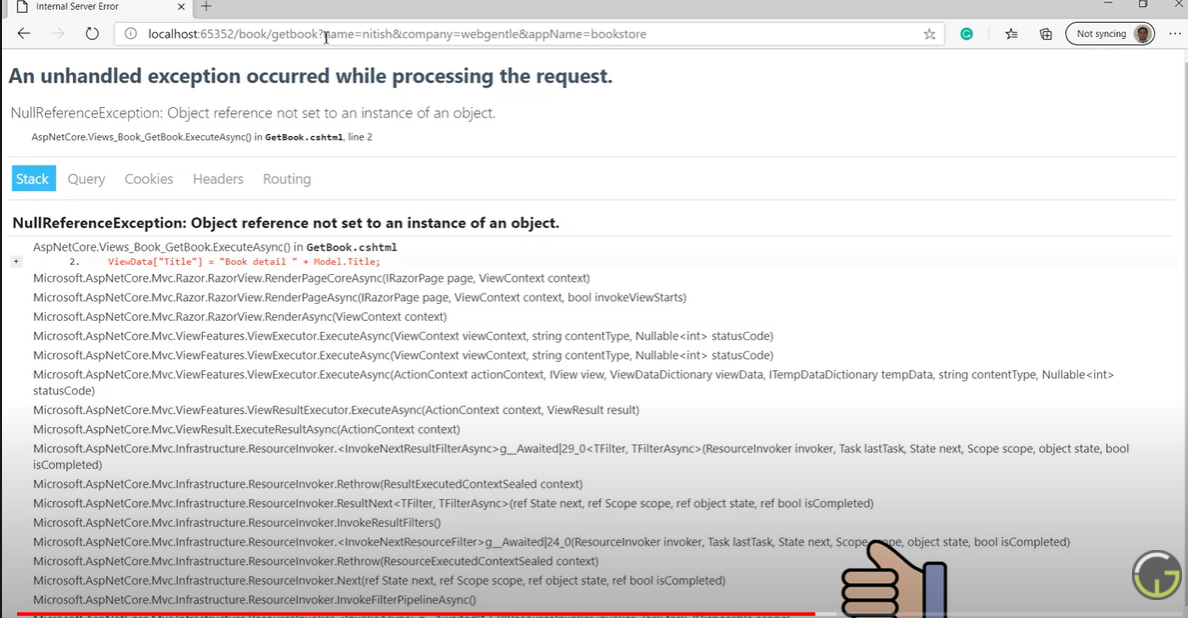 Internal Server Error
localhost:65352/book/getbook?name=nitish&company=webgentle&appName=bookstore
Not syncing
An unhandled exception occurred while processing the request.
NullReferenceException: Object reference not set to an instance of an object.
AspNetCore.Views_Book_GetBook.ExecuteAsync() in GetBook.cshtml, line 2
Stack Query Cookies Headers Routing
NullReferenceException: Object reference not set to an instance of an object.
AspNetCore.Views_Book_GetBook.ExecuteAsync() in GetBook.cshtml
+ 2. ViewData["Title"] = "Book detail " + Model.Title;
Microsoft.AspNetCore.Mvc.Razor.RazorView.RenderPageCoreAsync(IRazorPage page, ViewContext context)
Microsoft.AspNetCore.Mvc.Razor.RazorView.RenderPageAsync(IRazorPage page, ViewContext context, bool invokeViewStarts)
Microsoft.AspNetCore.Mvc.Razor.RazorView.RenderAsync(ViewContext context)
Microsoft.AspNetCore.Mvc.ViewFeatures.ViewExecutor.ExecuteAsync(ViewContext viewContext, string contentType, Nullable<int> statusCode)
Microsoft.AspNetCore.Mvc.ViewFeatures.ViewExecutor.ExecuteAsync(ViewContext viewContext, string contentType, Nullable<int> statusCode)
Microsoft.AspNetCore.Mvc.ViewFeatures.ViewExecutor.ExecuteAsync(ActionContext actionContext, IView view, ViewDataDictionary viewData, ITempDataDictionary tempData, string contentType, Nullable<int>
statusCode)
Microsoft.AspNetCore.Mvc.ViewFeatures.ViewResultExecutor.ExecuteAsync(ActionContext context, ViewResult result)
Microsoft.AspNetCore.Mvc.ViewResult.ExecuteResultAsync(ActionContext context)
Microsoft.AspNetCore.Mvc.Infrastructure.ResourceInvoker.<InvokeNextResultFilterAsync>g__Awaited|29_0<TFilter, TFilterAsync>(ResourceInvoker invoker, Task lastTask, State next, Scope scope, object state, bool
isCompleted)
Microsoft.AspNetCore.Mvc.Infrastructure.ResourceInvoker.Rethrow(ResultExecutedContextSealed context)
Microsoft.AspNetCore.Mvc.Infrastructure.ResourceInvoker.ResultNext<TFilter, TFilterAsync>(ref State next, ref Scope scope, ref object state, ref bool isCompleted)
Microsoft.AspNetCore.Mvc.Infrastructure.ResourceInvoker.InvokeResultFilters()
Microsoft.AspNetCore.Mvc.Infrastructure.ResourceInvoker.<InvokeNextResourceFilter>g__Awaited|24_0(ResourceInvoker invoker, Task lastTask, State next, Scope scope, object state, bool isCompleted)
Microsoft.AspNetCore.Mvc.Infrastructure.ResourceInvoker.Rethrow(ResourceExecutedContextSealed context)
Microsoft.AspNetCore.Mvc.Infrastructure.ResourceInvoker.Next(ref State next, ref Scope scope, ref object state, ref bool isCompleted)
Microsoft.AspNetCore.Mvc.Infrastructure.ResourceInvoker.InvokeFilterPipelineAsync()